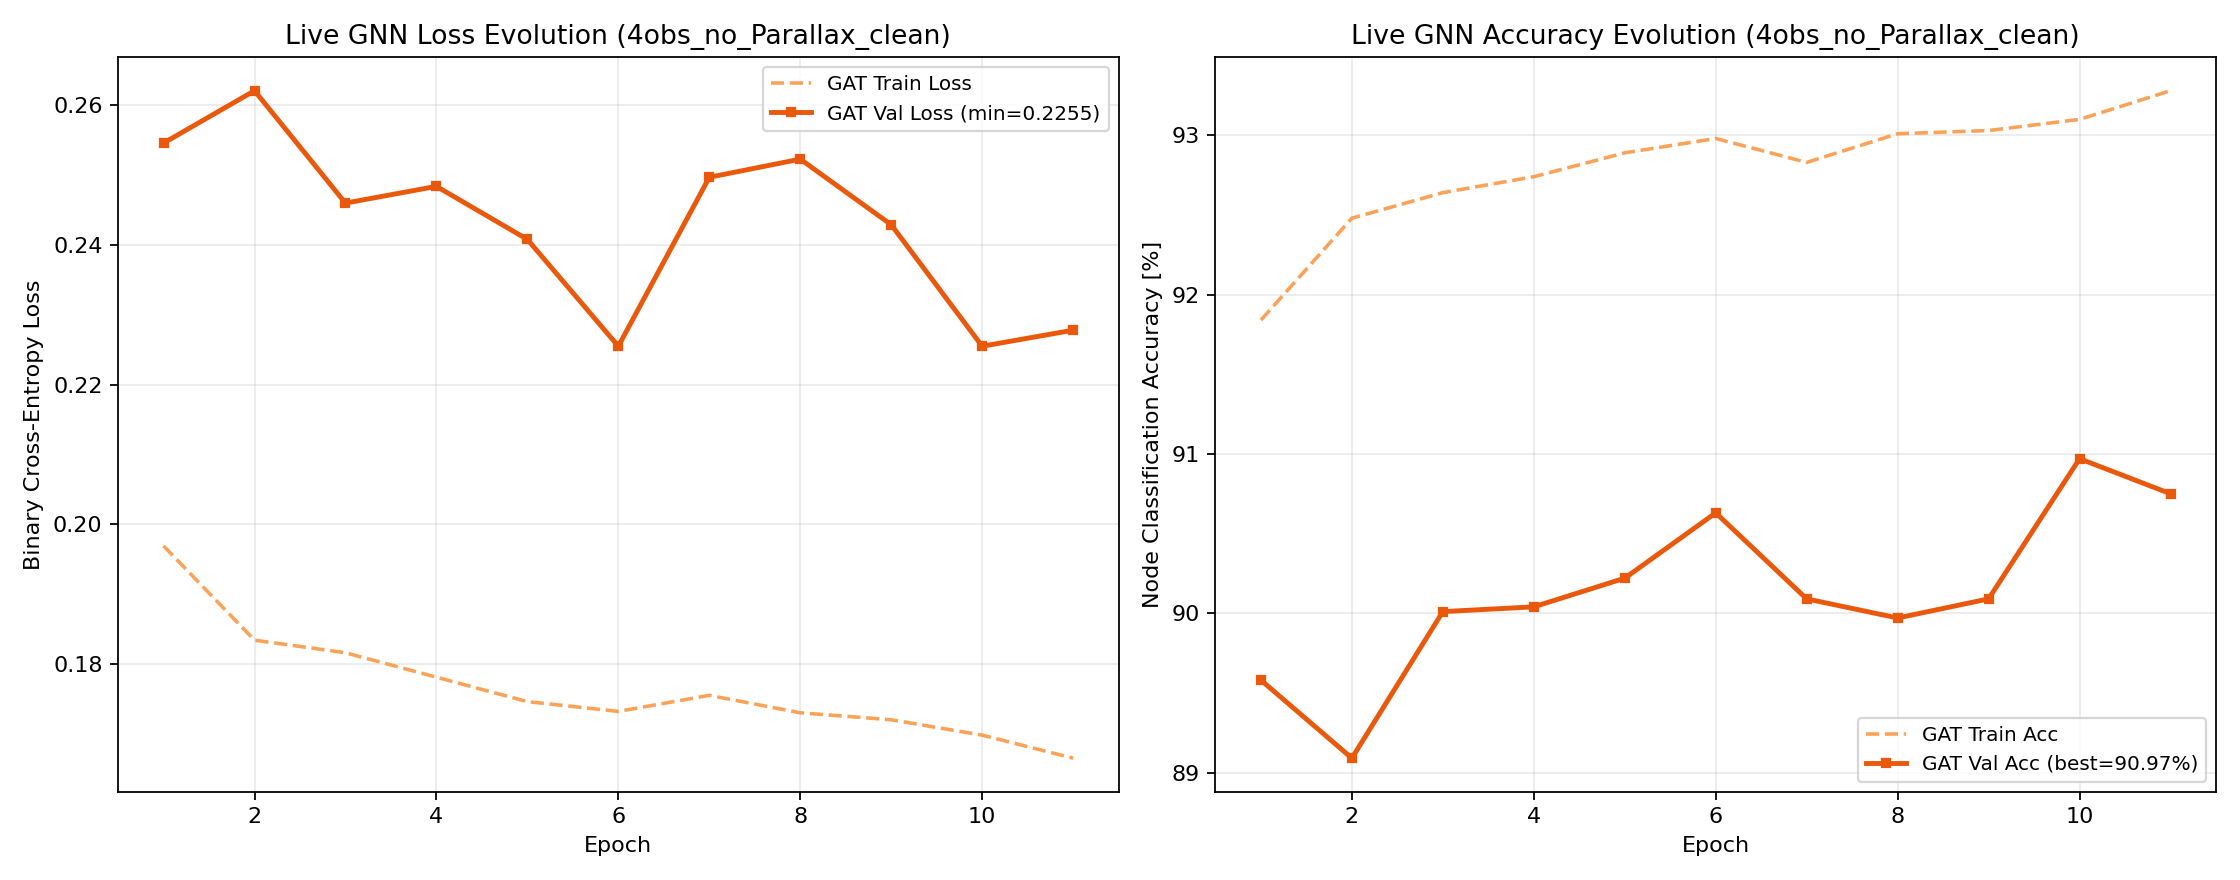 Live GNN Loss Evolution (4obs_no_Parallax_clean)
GAT Train Loss
GAT Val Loss (min=0.2255)
0.26
0.24
0.22
0.20
0.18
Binary Cross-Entropy Loss
2
4
6
8
10
Epoch
Live GNN Accuracy Evolution (4obs_no_Parallax_clean)
93
92
91
90
89
Node Classification Accuracy [%]
GAT Train Acc
GAT Val Acc (best=90.97%)
2
4
6
8
10
Epoch